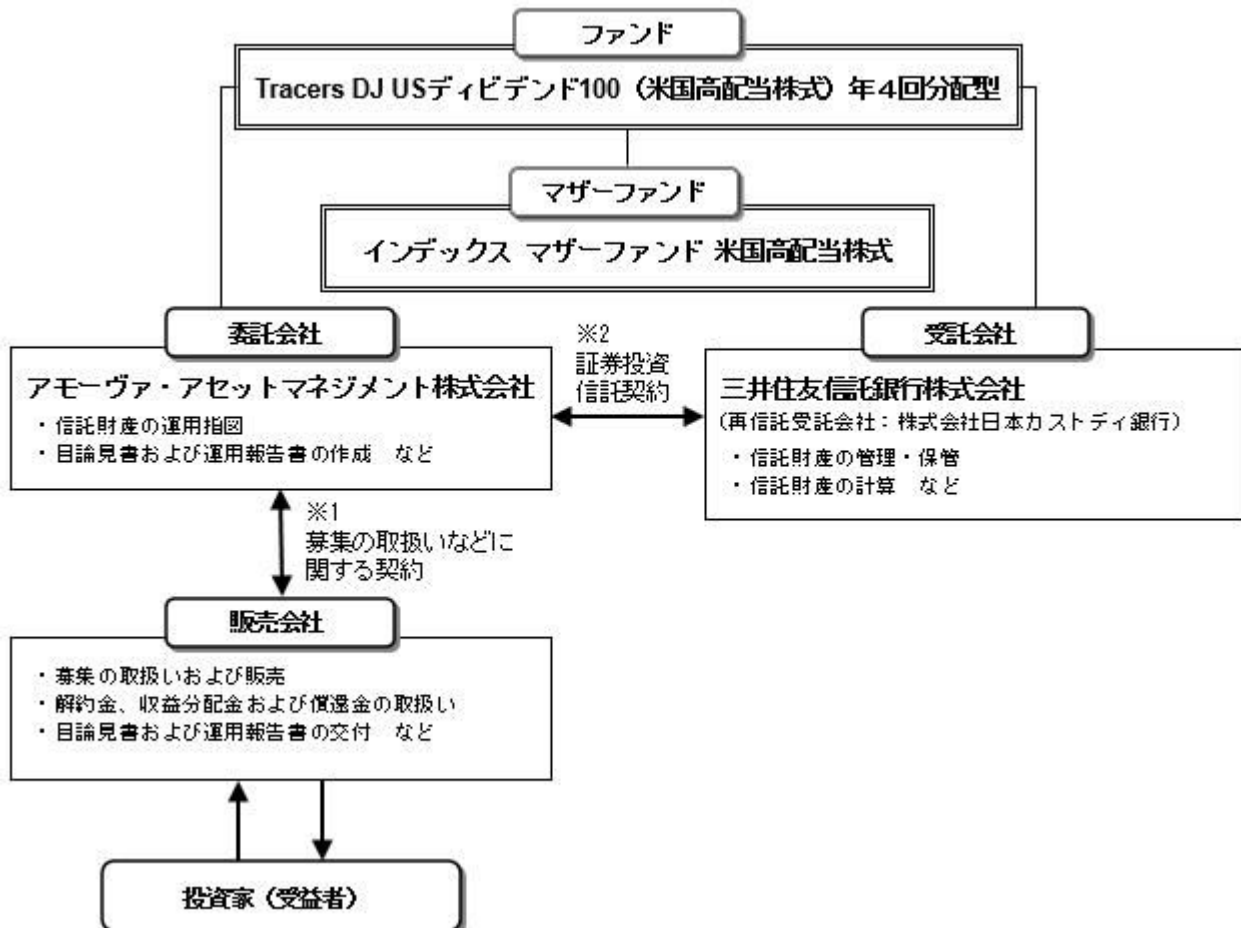 ファンド
Tracers DJ USディビデンド100（米国高配当株式）年４回分配型
マザーファンド
インデックス マザーファンド 米国高配当株式
委託会社
アモーヴァ・アセットマネジメント株式会社
・信託財産の運用指図
・目論見書および運用報告書の作成　など
※2
証券投資
信託契約
受託会社
三井住友信託銀行株式会社
(再信託受託会社：株式会社日本カストディ銀行)
・信託財産の管理・保管
・信託財産の計算　など
※1
募集の取扱いなどに
関する契約
販売会社
・募集の取扱いおよび販売
・解約金、収益分配金および償還金の取扱い
・目論見書および運用報告書の交付　など
投資家（受益者）